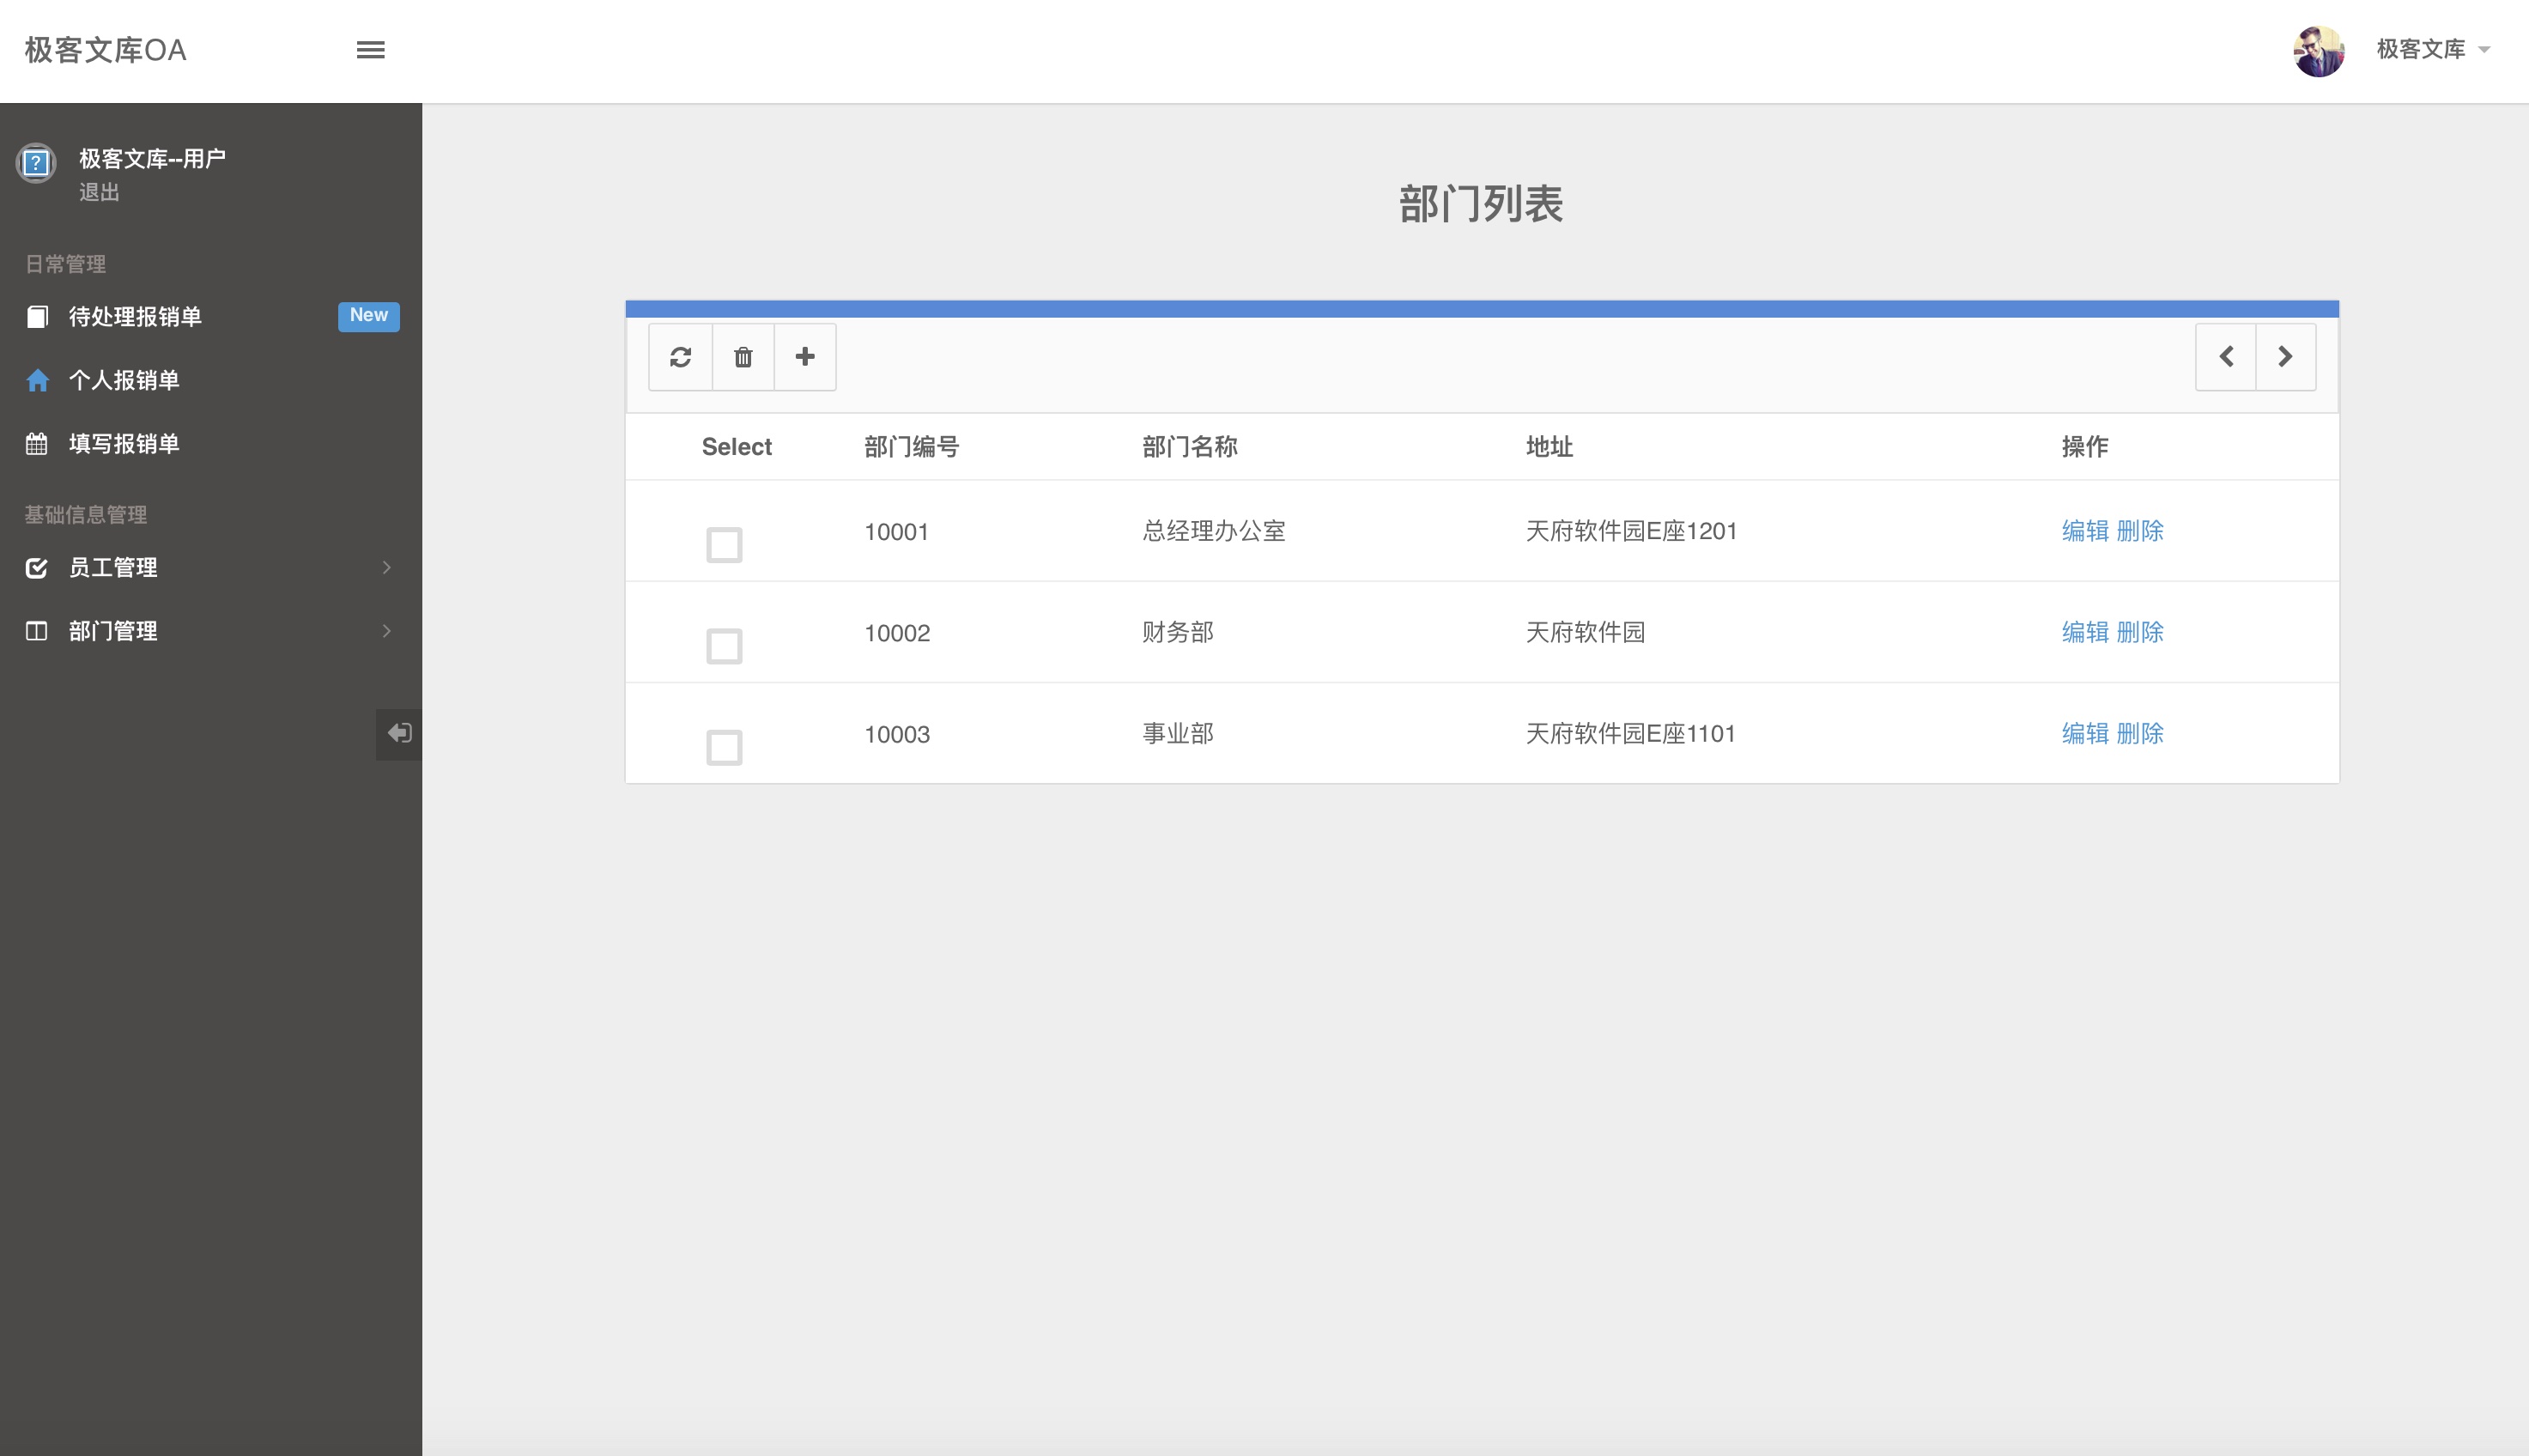 极客文库OA
极客文库
极客文库--用户
退出
日常管理
待处理报销单 New
个人报销单
填写报销单
基础信息管理
员工管理
部门管理
部门列表
Select 部门编号 部门名称 地址 操作
10001 总经理办公室 天府软件园E座1201 编辑 删除
10002 财务部 天府软件园 编辑 删除
10003 事业部 天府软件园E座1101 编辑 删除